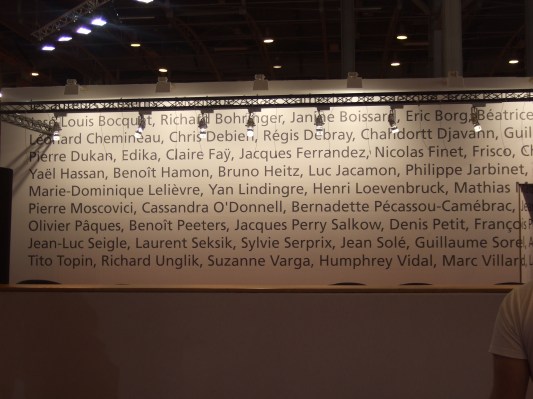 José-Louis Bocquet, Richard Bohringer, Janine Boissard, Eric Borg, Béatrice
Léonard Chemineau, Chris Debien, Régis Debray, Chahdortt Djavann, Guil
Pierre Dukan, Edika, Claire Faÿ, Jacques Ferrandez, Nicolas Finet, Frisco, Ch
Yaël Hassan, Benoît Hamon, Bruno Heitz, Luc Jacamon, Philippe Jarbinet,
Marie-Dominique Lelièvre, Yan Lindingre, Henri Loevenbruck, Mathias M
Pierre Moscovici, Cassandra O'Donnell, Bernadette Pécassou-Camébrac,
Olivier Pâques, Benoît Peeters, Jacques Perry Salkow, Denis Petit, François
Jean-Luc Seigle, Laurent Seksik, Sylvie Serprix, Jean Solé, Guillaume Sorel,
Tito Topin, Richard Unglik, Suzanne Varga, Humphrey Vidal, Marc Villard